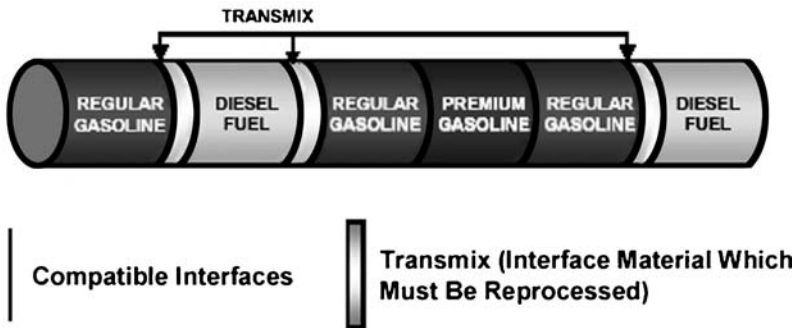 TRANSMIX
REGULAR
GASOLINE
DIESEL
FUEL
REGULAR
GASOLINE
PREMIUM
GASOLINE
REGULAR
GASOLINE
DIESEL
FUEL
Compatible Interfaces
Transmix (Interface Material Which
Must Be Reprocessed)